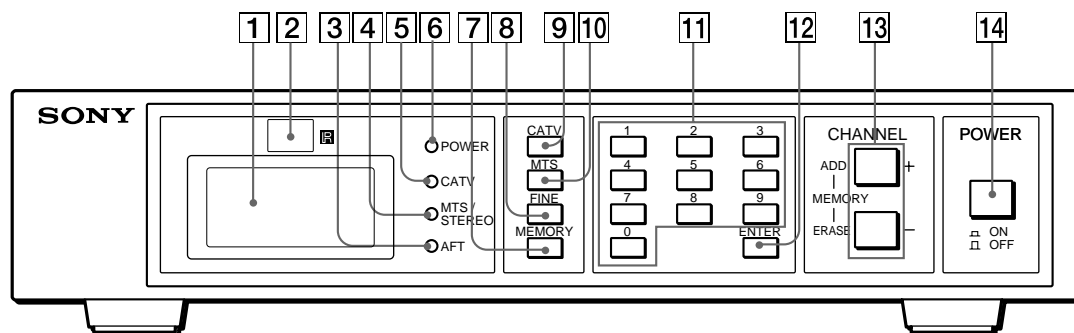 1 2 3 4 5 6 7 8 9 10 11 12 13 14
SONY
R
POWER
CATV
MTS /
STEREO
AFT
CATV
MTS
FINE
MEMORY
1 2 3
4 5 6
7 8 9
0 ENTER
CHANNEL
ADD +
MEMORY
ERASE −
POWER
ON
OFF